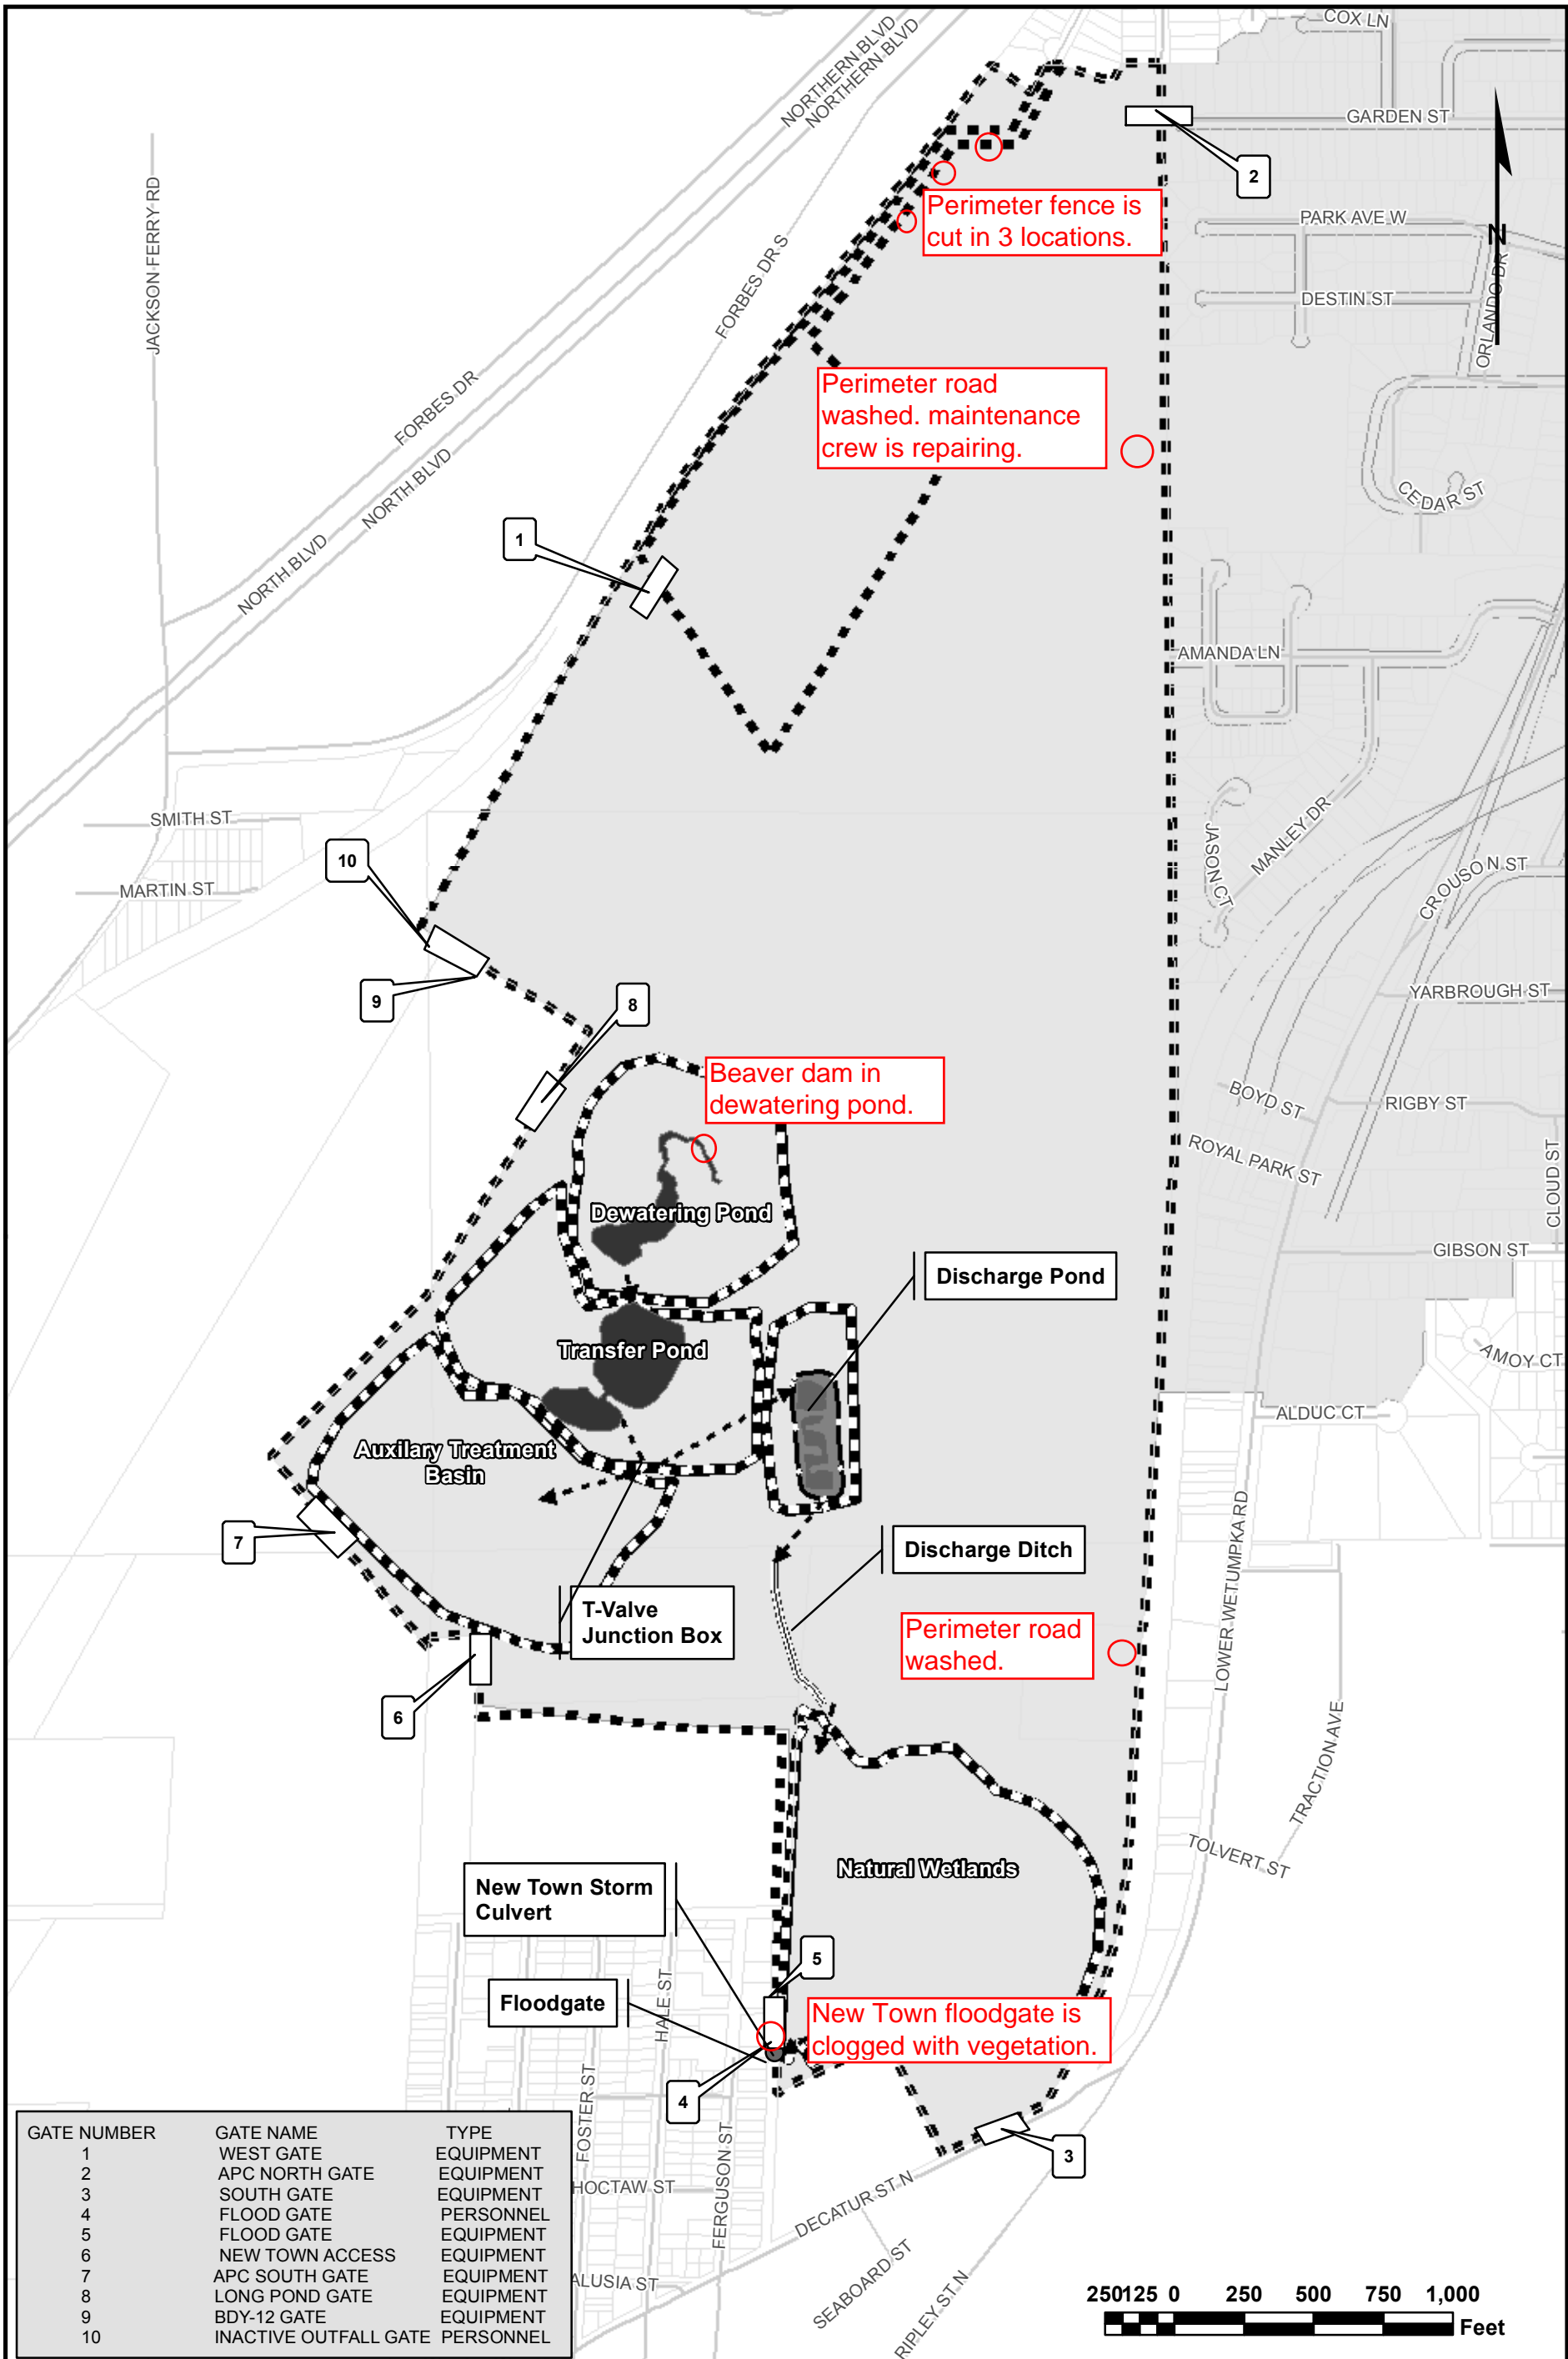 COX LN
NORTHERN BLVD
NORTHERN BLVD
GARDEN ST
2
JACKSON-FERRY RD
Perimeter fence is
cut in 3 locations.
PARK AVE W
N
FORBES DR S
DESTIN ST
ORLANDO DR
Perimeter road
washed. maintenance
crew is repairing.
FORBES DR
NORTH BLVD
CEDAR ST
1
NORTH BLVD
AMANDA LN
SMITH ST
JASON CT
MANLEY DR
10
MARTIN ST
CROUSON ST
9
8
YARBROUGH ST
Beaver dam in
dewatering pond.
BOYD ST
RIGBY ST
ROYAL PARK ST
CLOUD ST
Dewatering Pond
GIBSON ST
Discharge Pond
Transfer Pond
AMOY CT
ALDUC CT
Auxilary Treatment
Basin
7
Discharge Ditch
LOWER WETUMPKA RD
T-Valve
Junction Box
Perimeter road
washed.
6
TRACTION AVE
TOLVERT ST
Natural Wetlands
New Town Storm
Culvert
5
Floodgate
HALE ST
New Town floodgate is
clogged with vegetation.
4
FOSTER ST
FERGUSON ST
3
HOCTAW ST
DECATUR ST N
SEABOARD ST
RIPLEY ST N
ALUSIA ST
GATE NUMBER GATE NAME TYPE
1 WEST GATE EQUIPMENT
2 APC NORTH GATE EQUIPMENT
3 SOUTH GATE EQUIPMENT
4 FLOOD GATE PERSONNEL
5 FLOOD GATE EQUIPMENT
6 NEW TOWN ACCESS EQUIPMENT
7 APC SOUTH GATE EQUIPMENT
8 LONG POND GATE EQUIPMENT
9 BDY-12 GATE EQUIPMENT
10 INACTIVE OUTFALL GATE PERSONNEL
250 125 0 250 500 750 1,000
Feet